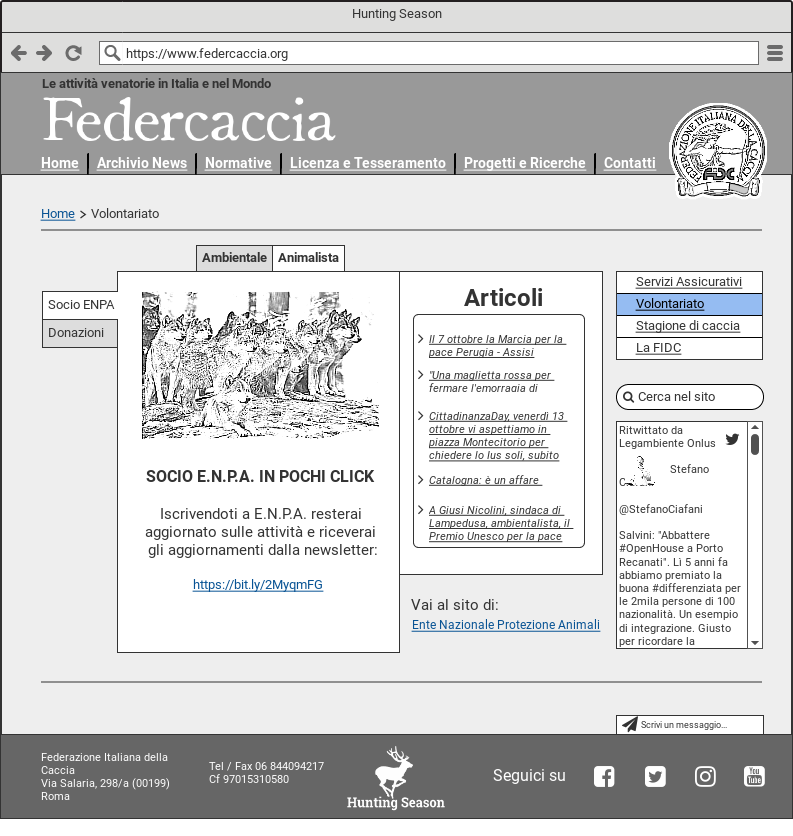 Hunting Season
https://www.federcaccia.org
Le attività venatorie in Italia e nel Mondo
Federcaccia
FEDERAZIONE ITALIANA DELLA CACCIA
FIDC
Home
Archivio News
Normative
Licenza e Tesseramento
Progetti e Ricerche
Contatti
Home > Volontariato
Ambientale
Animalista
Socio ENPA
Donazioni
SOCIO E.N.P.A. IN POCHI CLICK
Iscrivendoti a E.N.P.A. resterai
aggiornato sulle attività e riceverai
gli aggiornamenti dalla newsletter:
https://bit.ly/2MyqmFG
Articoli
Il 7 ottobre la Marcia per la
pace Perugia - Assisi
"Una maglietta rossa per
fermare l'emorragia di
CittadinanzaDay, venerdì 13
ottobre vi aspettiamo in
piazza Montecitorio per
chiedere lo Ius soli, subito
Catalogna: è un affare
A Giusi Nicolini, sindaca di
Lampedusa, ambientalista, il
Premio Unesco per la pace
Vai al sito di:
Ente Nazionale Protezione Animali
Servizi Assicurativi
Volontariato
Stagione di caccia
La FIDC
Cerca nel sito
Ritwittato da
Legambiente Onlus
Stefano
C
@StefanoCiafani
Salvini: "Abbattere
#OpenHouse a Porto
Recanati". Lì 5 anni fa
abbiamo premiato la
buona #differenziata per
le 2mila persone di 100
nazionalità. Un esempio
di integrazione. Giusto
per ricordare la
Scrivi un messaggio...
Federazione Italiana della
Caccia
Via Salaria, 298/a (00199)
Roma
Tel / Fax 06 844094217
Cf 97015310580
Hunting Season
Seguici su
You
Tube